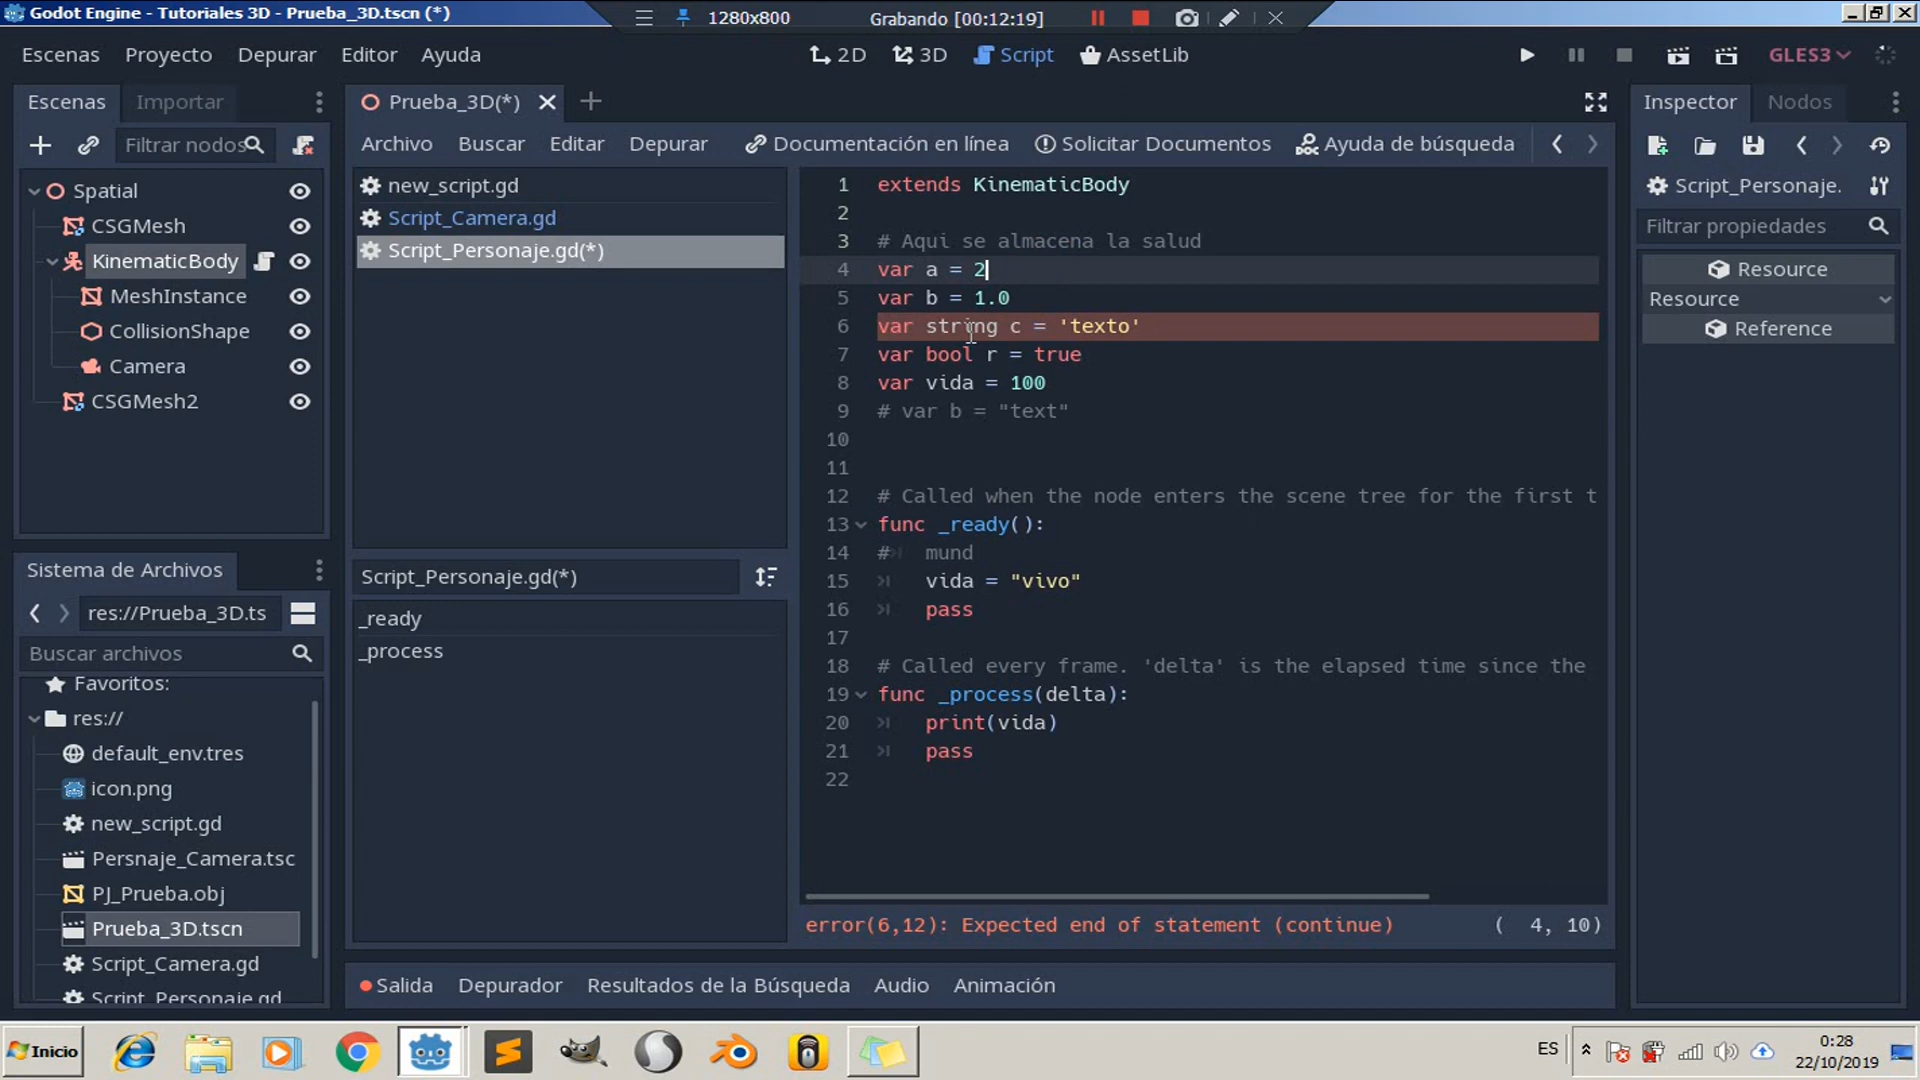 Godot Engine - Tutoriales 3D - Prueba_3D.tscn (*)
1280x800
Grabando [00:12:19]
Escenas Proyecto Depurar Editor Ayuda
2D 3D Script AssetLib
GLES3
Escenas Importar
Filtrar nodos
Spatial
CSGMesh
KinematicBody
MeshInstance
CollisionShape
Camera
CSGMesh2
Sistema de Archivos
res://Prueba_3D.ts
Buscar archivos
Favoritos:
res://
default_env.tres
icon.png
new_script.gd
Persnaje_Camera.tsc
PJ_Prueba.obj
Prueba_3D.tscn
Script_Camera.gd
Script_Personaje.gd
Prueba_3D(*)
Archivo Buscar Editar Depurar Documentación en línea Solicitar Documentos Ayuda de búsqueda
new_script.gd
Script_Camera.gd
Script_Personaje.gd(*)
Script_Personaje.gd(*)
_ready
_process
1 extends KinematicBody
2
3 # Aqui se almacena la salud
4 var a = 2
5 var b = 1.0
6 var string c = 'texto'
7 var bool r = true
8 var vida = 100
9 # var b = "text"
10
11
12 # Called when the node enters the scene tree for the first t
13 func _ready():
14 # mund
15 vida = "vivo"
16 pass
17
18 # Called every frame. 'delta' is the elapsed time since the
19 func _process(delta):
20 print(vida)
21 pass
22
error(6,12): Expected end of statement (continue) ( 4, 10)
Salida Depurador Resultados de la Búsqueda Audio Animación
Inspector Nodos
Script_Personaje.
Filtrar propiedades
Resource
Resource
Reference
Inicio
ES
0:28
22/10/2019